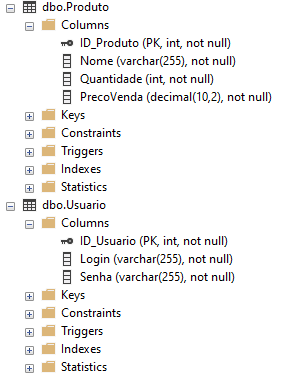 dbo.Produto
Columns
ID_Produto (PK, int, not null)
Nome (varchar(255), not null)
Quantidade (int, not null)
PrecoVenda (decimal(10,2), not null)
Keys
Constraints
Triggers
Indexes
Statistics
dbo.Usuario
Columns
ID_Usuario (PK, int, not null)
Login (varchar(255), not null)
Senha (varchar(255), not null)
Keys
Constraints
Triggers
Indexes
Statistics